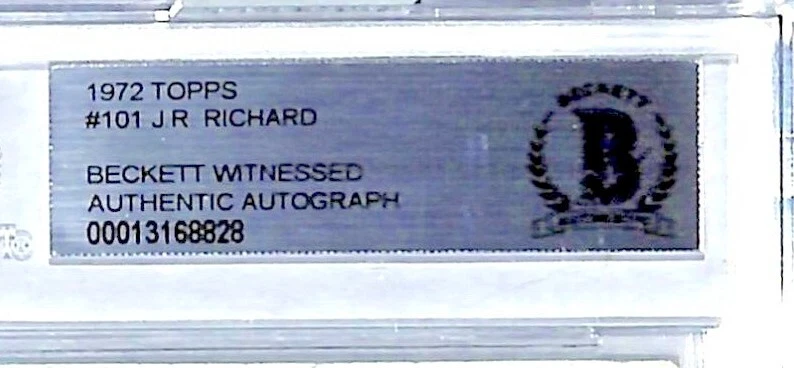 1972 TOPPS
#101 J R RICHARD
BECKETT WITNESSED
AUTHENTIC AUTOGRAPH
00013168828
BECKETT
B